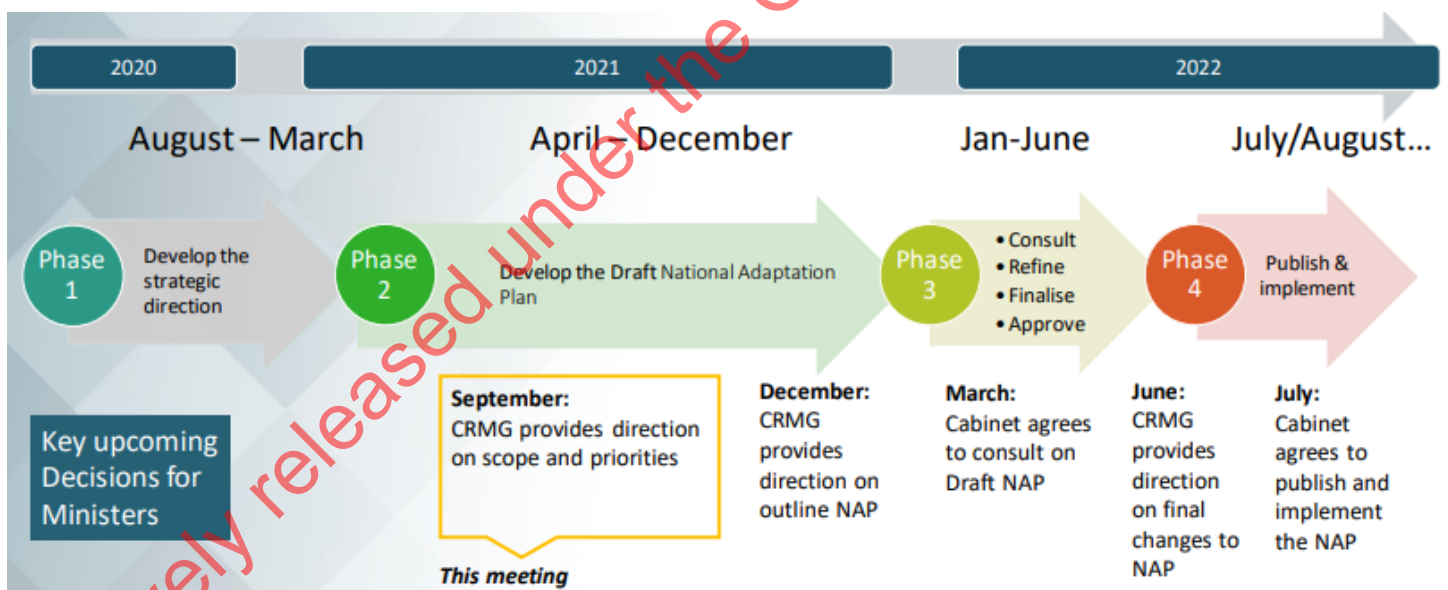 2020
2021
2022
August – March
April – December
Jan-June
July/August...
Phase
1
Develop the
strategic
direction
Phase
2
Develop the Draft National Adaptation
Plan
Phase
3
• Consult
• Refine
• Finalise
• Approve
Phase
4
Publish &
implement
Key upcoming
Decisions for
Ministers
September:
CRMG provides direction
on scope and priorities
This meeting
December:
CRMG
provides
direction on
outline NAP
March:
Cabinet agrees
to consult on
Draft NAP
June:
CRMG
provides
direction
on final
changes to
NAP
July:
Cabinet
agrees to
publish and
implement
the NAP
vely released under the